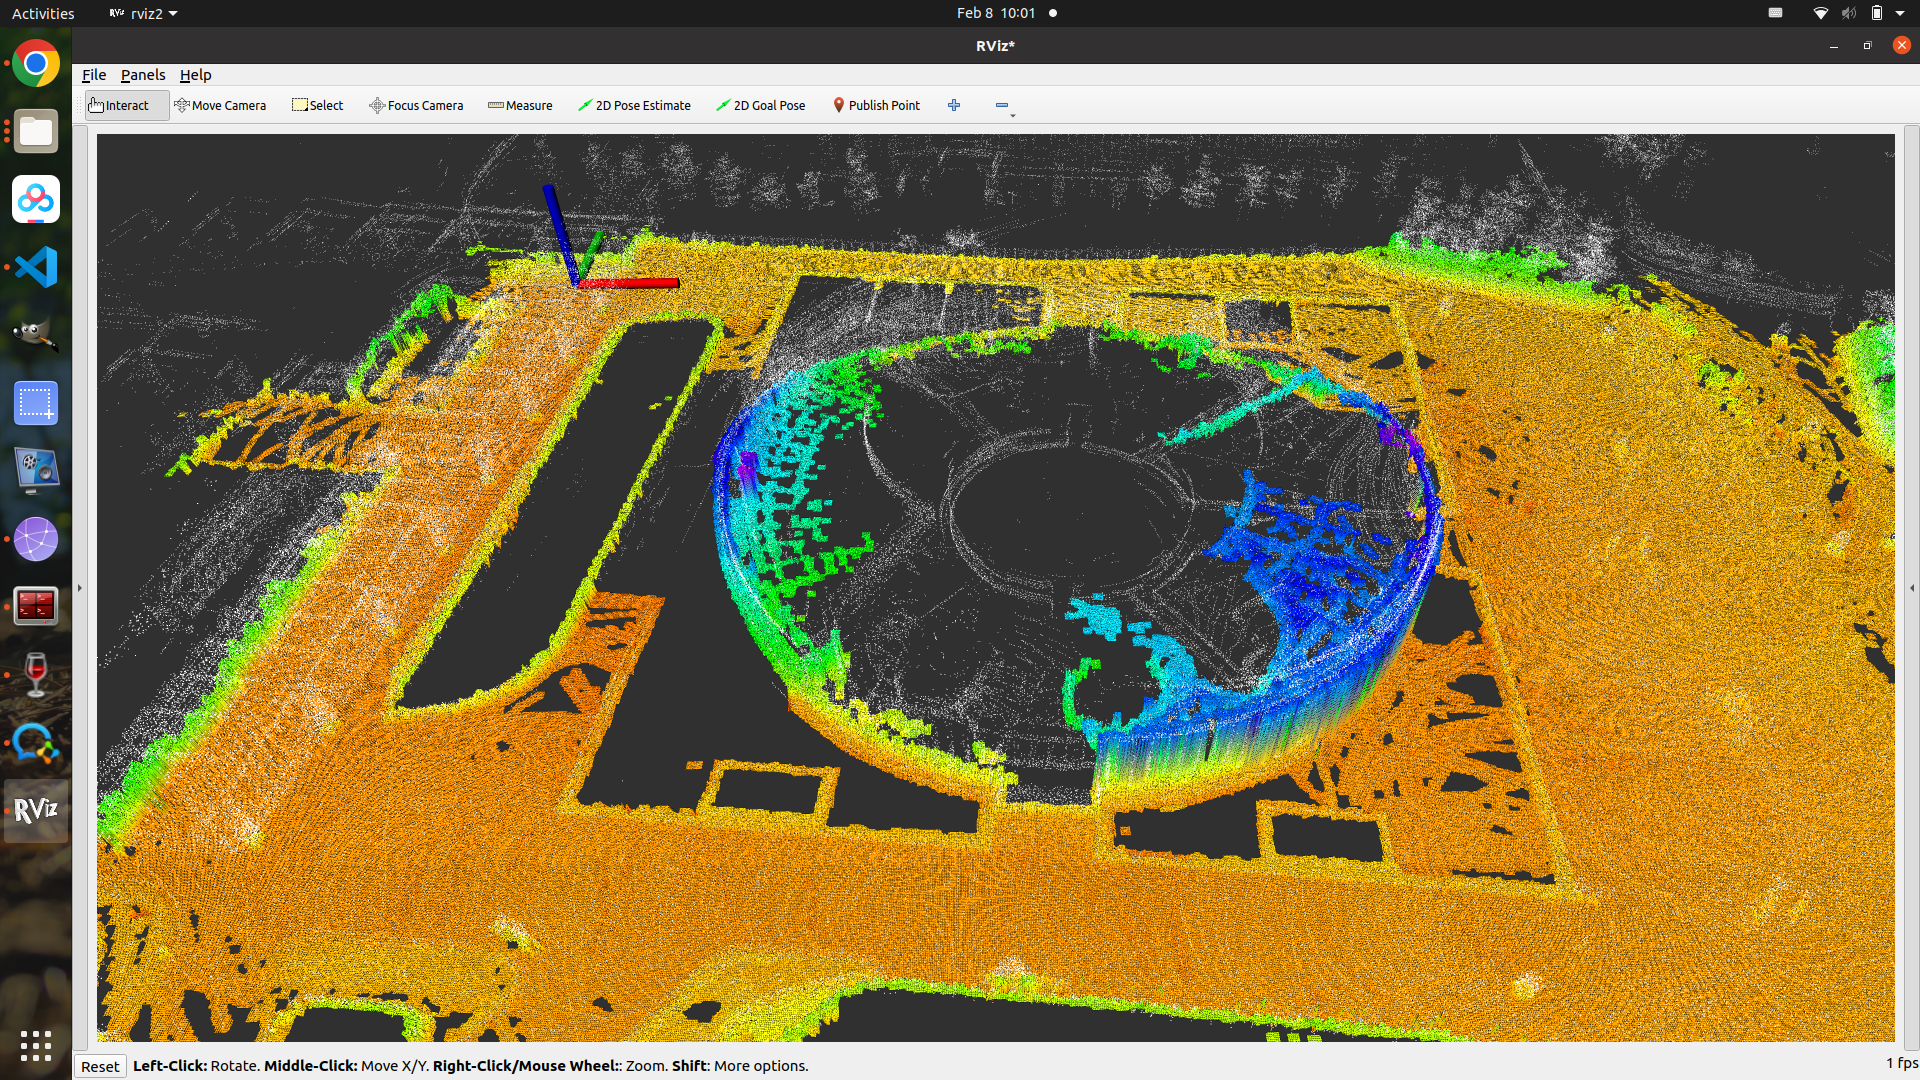 Activities
RViz rviz2
Feb 8 10:01
RViz*
File Panels Help
Interact Move Camera Select Focus Camera Measure 2D Pose Estimate 2D Goal Pose Publish Point
RViz
Reset Left-Click: Rotate. Middle-Click: Move X/Y. Right-Click/Mouse Wheel:: Zoom. Shift: More options.
1 fps